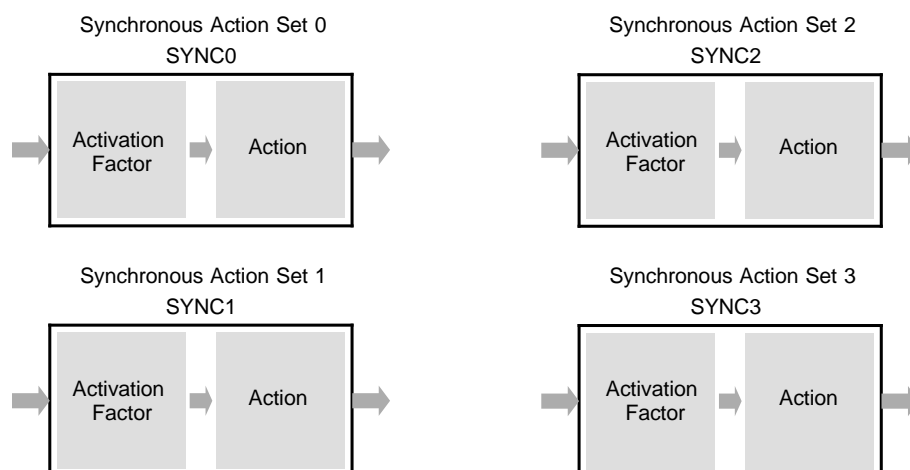 Synchronous Action Set 0
SYNC0
Activation
Factor
Action
Synchronous Action Set 2
SYNC2
Activation
Factor
Action
Synchronous Action Set 1
SYNC1
Activation
Factor
Action
Synchronous Action Set 3
SYNC3
Activation
Factor
Action